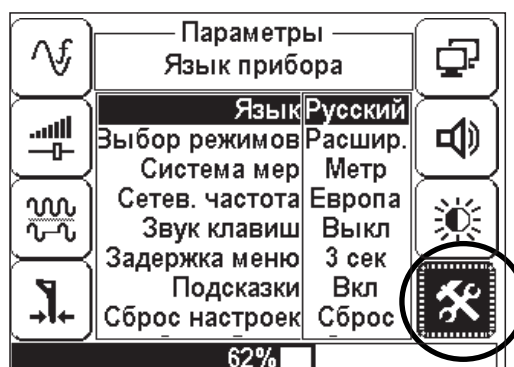 f
Параметры
Язык прибора
Язык Русский
Выбор режимов Расшир.
Система мер Метр
Сетев. частота Европа
Звук клавиш Выкл
Задержка меню 3 сек
Подсказки Вкл
Сброс настроек Сброс
62%